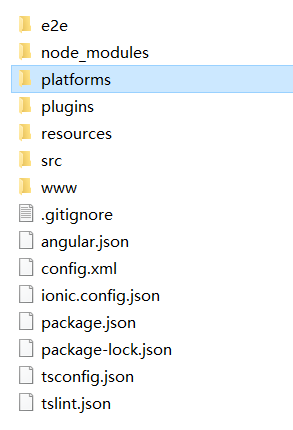 e2e
node_modules
platforms
plugins
resources
src
www
.gitignore
angular.json
config.xml
ionic.config.json
package.json
package-lock.json
tsconfig.json
tslint.json